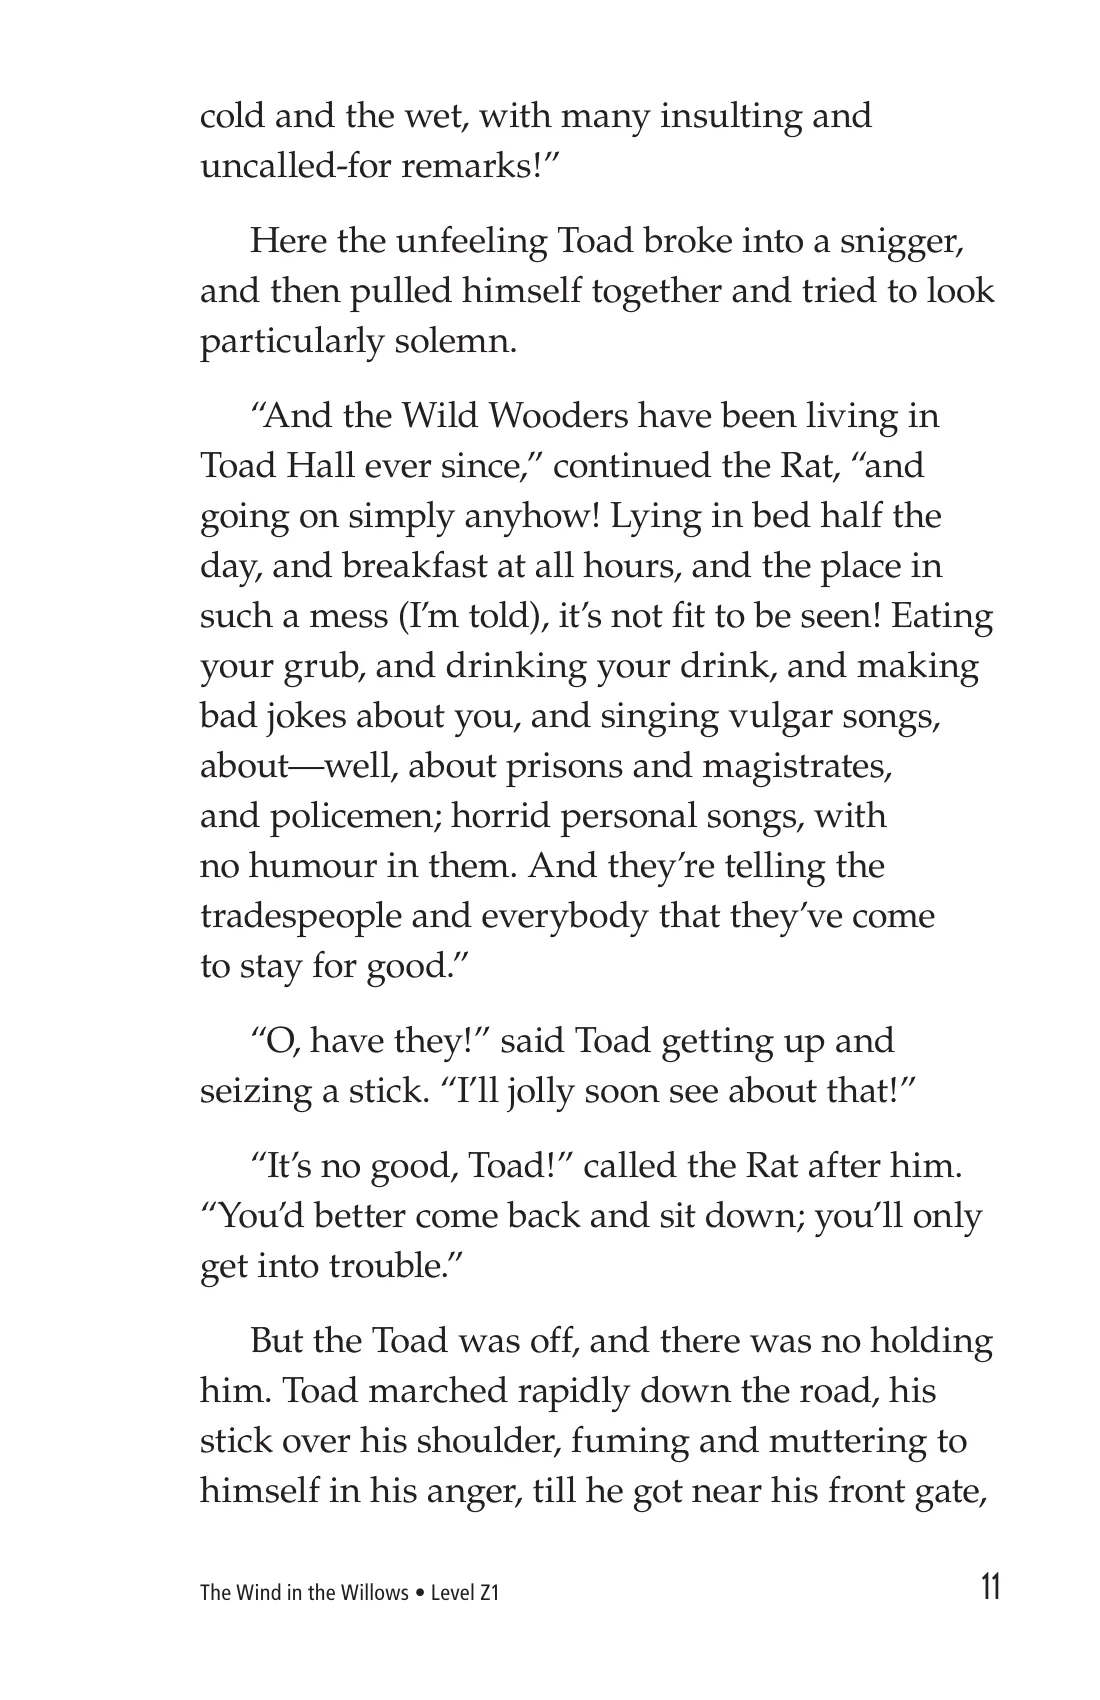 cold and the wet, with many insulting and
uncalled-for remarks!”
Here the unfeeling Toad broke into a snigger,
and then pulled himself together and tried to look
particularly solemn.
“And the Wild Wooders have been living in
Toad Hall ever since,” continued the Rat, “and
going on simply anyhow! Lying in bed half the
day, and breakfast at all hours, and the place in
such a mess (I’m told), it’s not fit to be seen! Eating
your grub, and drinking your drink, and making
bad jokes about you, and singing vulgar songs,
about—well, about prisons and magistrates,
and policemen; horrid personal songs, with
no humour in them. And they’re telling the
tradespeople and everybody that they’ve come
to stay for good.”
“O, have they!” said Toad getting up and
seizing a stick. “I’ll jolly soon see about that!”
“It’s no good, Toad!” called the Rat after him.
“You’d better come back and sit down; you’ll only
get into trouble.”
But the Toad was off, and there was no holding
him. Toad marched rapidly down the road, his
stick over his shoulder, fuming and muttering to
himself in his anger, till he got near his front gate,
The Wind in the Willows • Level Z1 11